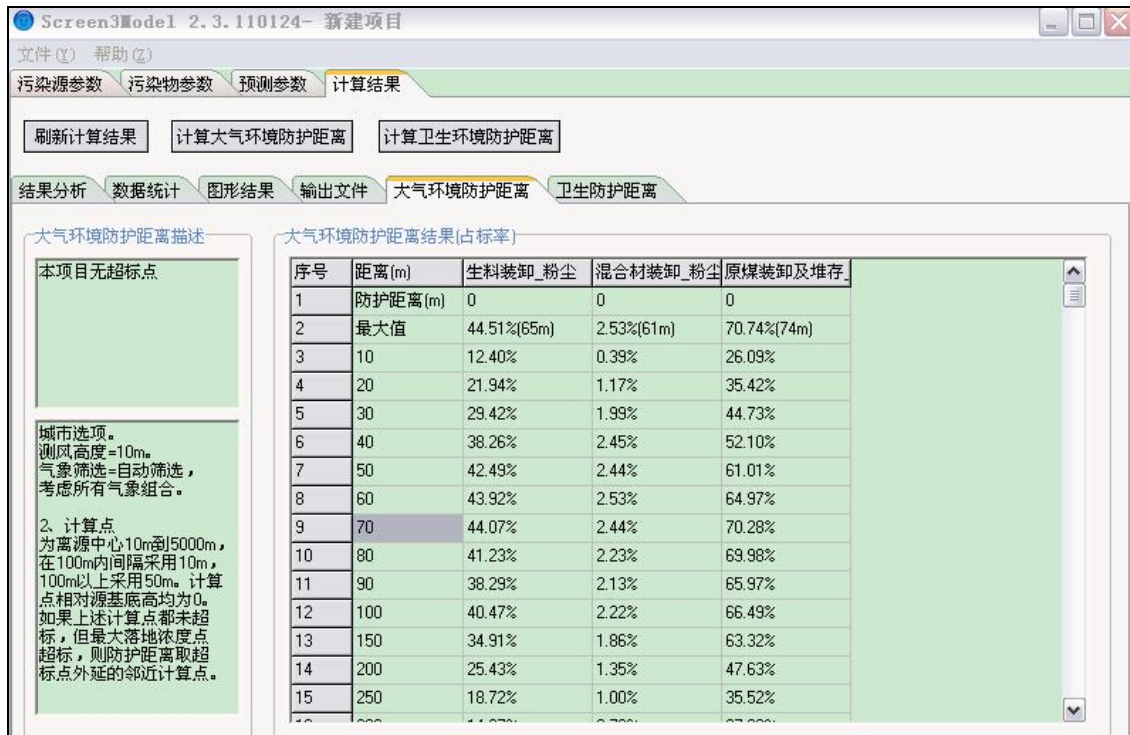 Screen3Model 2.3.110124- 新建项目
文件(Y) 帮助(Z)
污染源参数 污染物参数 预测参数 计算结果
刷新计算结果 计算大气环境防护距离 计算卫生环境防护距离
结果分析 数据统计 图形结果 输出文件 大气环境防护距离 卫生防护距离
大气环境防护距离描述
本项目无超标点
城市选项。
测风高度=10m。
气象筛选=自动筛选，
考虑所有气象组合。
2、计算点
为离源中心10m到5000m，
在100m内间隔采用10m，
100m以上采用50m。计算
点相对源基底高均为0。
如果上述计算点都未超
标，但最大落地浓度点
超标，则防护距离取超
标点外延的邻近计算点。
大气环境防护距离结果(占标率)
序号 距离(m) 生料装卸_粉尘 混合材装卸_粉尘 原煤装卸及堆存_
1 防护距离(m) 0 0 0
2 最大值 44.51%(65m) 2.53%(61m) 70.74%(74m)
3 10 12.40% 0.39% 26.09%
4 20 21.94% 1.17% 35.42%
5 30 29.42% 1.99% 44.73%
6 40 38.26% 2.45% 52.10%
7 50 42.49% 2.44% 61.01%
8 60 43.92% 2.53% 64.97%
9 70 44.07% 2.44% 70.28%
10 80 41.23% 2.23% 69.98%
11 90 38.29% 2.13% 65.97%
12 100 40.47% 2.22% 66.49%
13 150 34.91% 1.86% 63.32%
14 200 25.43% 1.35% 47.63%
15 250 18.72% 1.00% 35.52%